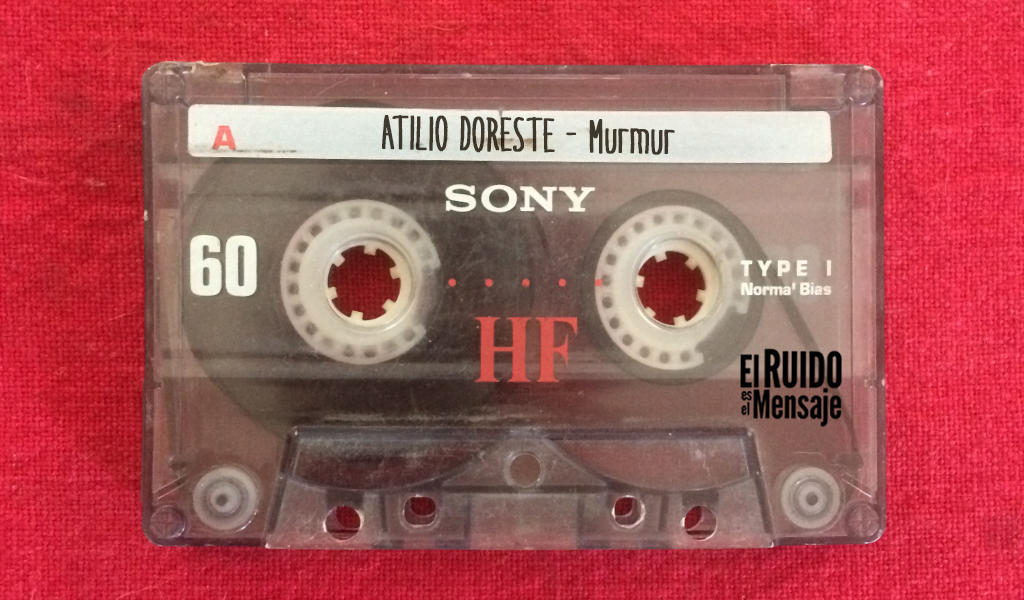 A
ATILIO DORESTE - Murmur
SONY
60
TYPE I
Normal Bias
HF
El RUIDO
es el Mensaje